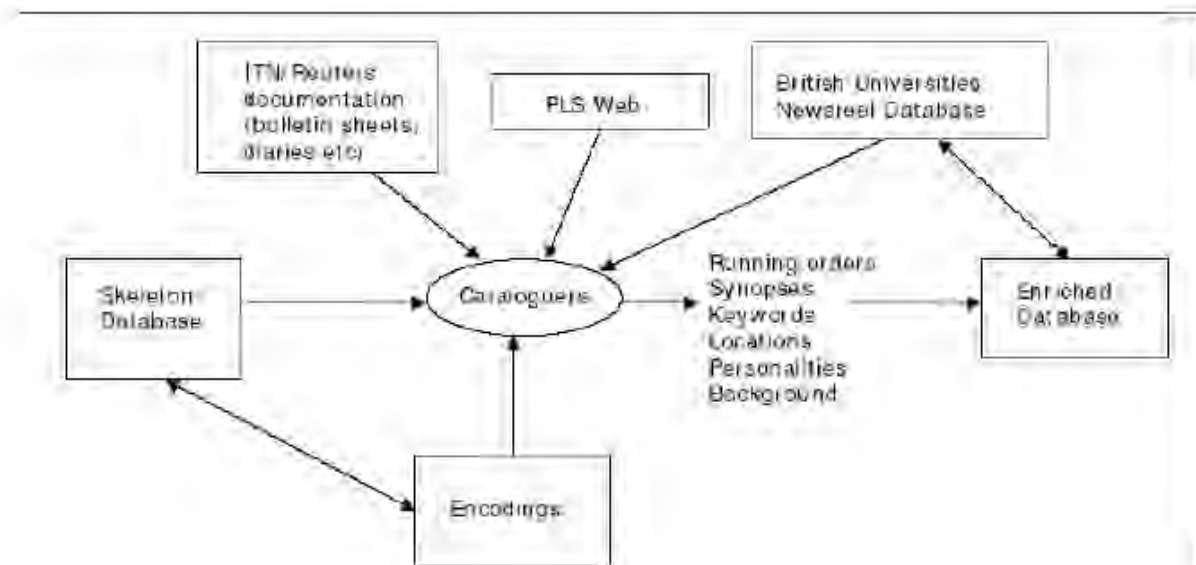 ITN/Reuters
documentation
(bulletin sheets,
diaries etc)
PLS Web
British Universities
Newsreel Database
Skeleton
Database
Cataloguers
Running orders
Synopses
Keywords
Locations
Personalities
Background
Enriched
Database
Encodings